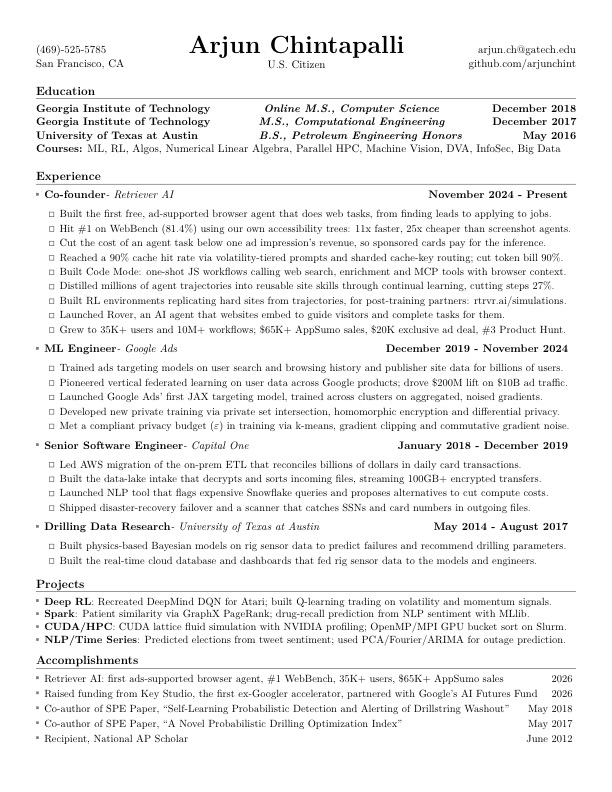 Arjun Chintapalli
(469)-525-5785
San Francisco, CA
U.S. Citizen
arjun.ch@gatech.edu
github.com/arjunchint
Education
Georgia Institute of Technology Online M.S., Computer Science December 2018
Georgia Institute of Technology M.S., Computational Engineering December 2017
University of Texas at Austin B.S., Petroleum Engineering Honors May 2016
Courses: ML, RL, Algos, Numerical Linear Algebra, Parallel HPC, Machine Vision, DVA, InfoSec, Big Data
Experience
Co-founder- Retriever AI November 2024 - Present
Built the first free, ad-supported browser agent that does web tasks, from finding leads to applying to jobs.
Hit #1 on WebBench (81.4%) using our own accessibility trees: 11x faster, 25x cheaper than screenshot agents.
Cut the cost of an agent task below one ad impression's revenue, so sponsored cards pay for the inference.
Reached a 90% cache hit rate via volatility-tiered prompts and sharded cache-key routing; cut token bill 90%.
Built Code Mode: one-shot JS workflows calling web search, enrichment and MCP tools with browser context.
Distilled millions of agent trajectories into reusable site skills through continual learning, cutting steps 27%.
Built RL environments replicating hard sites from trajectories, for post-training partners: rtrvr.ai/simulations.
Launched Rover, an AI agent that websites embed to guide visitors and complete tasks for them.
Grew to 35K+ users and 10M+ workflows; $65K+ AppSumo sales, $20K exclusive ad deal, #3 Product Hunt.
ML Engineer- Google Ads December 2019 - November 2024
Trained ads targeting models on user search and browsing history and publisher site data for billions of users.
Pioneered vertical federated learning on user data across Google products; drove $200M lift on $10B ad traffic.
Launched Google Ads' first JAX targeting model, trained across clusters on aggregated, noised gradients.
Developed new private training via private set intersection, homomorphic encryption and differential privacy.
Met a compliant privacy budget (ε) in training via k-means, gradient clipping and commutative gradient noise.
Senior Software Engineer- Capital One January 2018 - December 2019
Led AWS migration of the on-prem ETL that reconciles billions of dollars in daily card transactions.
Built the data-lake intake that decrypts and sorts incoming files, streaming 100GB+ encrypted transfers.
Launched NLP tool that flags expensive Snowflake queries and proposes alternatives to cut compute costs.
Shipped disaster-recovery failover and a scanner that catches SSNs and card numbers in outgoing files.
Drilling Data Research- University of Texas at Austin May 2014 - August 2017
Built physics-based Bayesian models on rig sensor data to predict failures and recommend drilling parameters.
Built the real-time cloud database and dashboards that fed rig sensor data to the models and engineers.
Projects
Deep RL: Recreated DeepMind DQN for Atari; built Q-learning trading on volatility and momentum signals.
Spark: Patient similarity via GraphX PageRank; drug-recall prediction from NLP sentiment with MLlib.
CUDA/HPC: CUDA lattice fluid simulation with NVIDIA profiling; OpenMP/MPI GPU bucket sort on Slurm.
NLP/Time Series: Predicted elections from tweet sentiment; used PCA/Fourier/ARIMA for outage prediction.
Accomplishments
Retriever AI: first ads-supported browser agent, #1 WebBench, 35K+ users, $65K+ AppSumo sales 2026
Raised funding from Key Studio, the first ex-Googler accelerator, partnered with Google's AI Futures Fund 2026
Co-author of SPE Paper, "Self-Learning Probabilistic Detection and Alerting of Drillstring Washout" May 2018
Co-author of SPE Paper, "A Novel Probabilistic Drilling Optimization Index" May 2017
Recipient, National AP Scholar June 2012